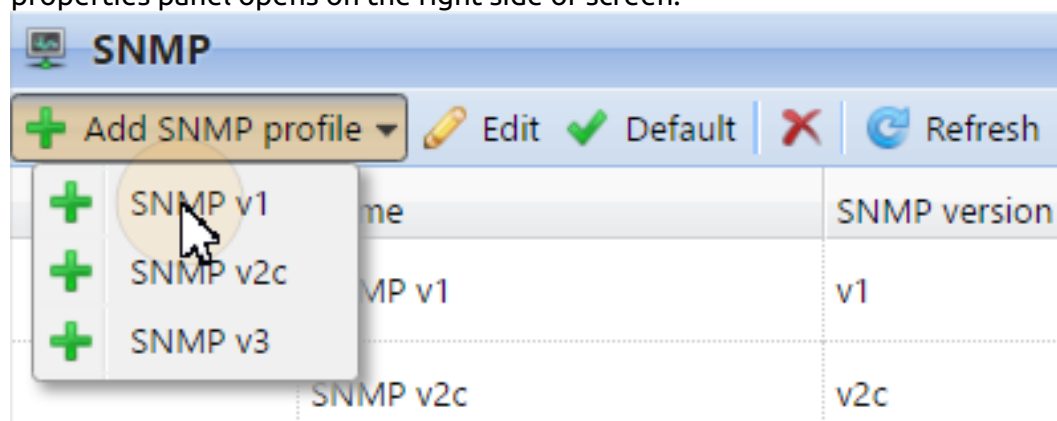 properties panel opens on the right side of screen.
SNMP
Add SNMP profile Edit Default Refresh
SNMP v1
me SNMP version
SNMP v2c
MP v1 v1
SNMP v3
SNMP v2c v2c